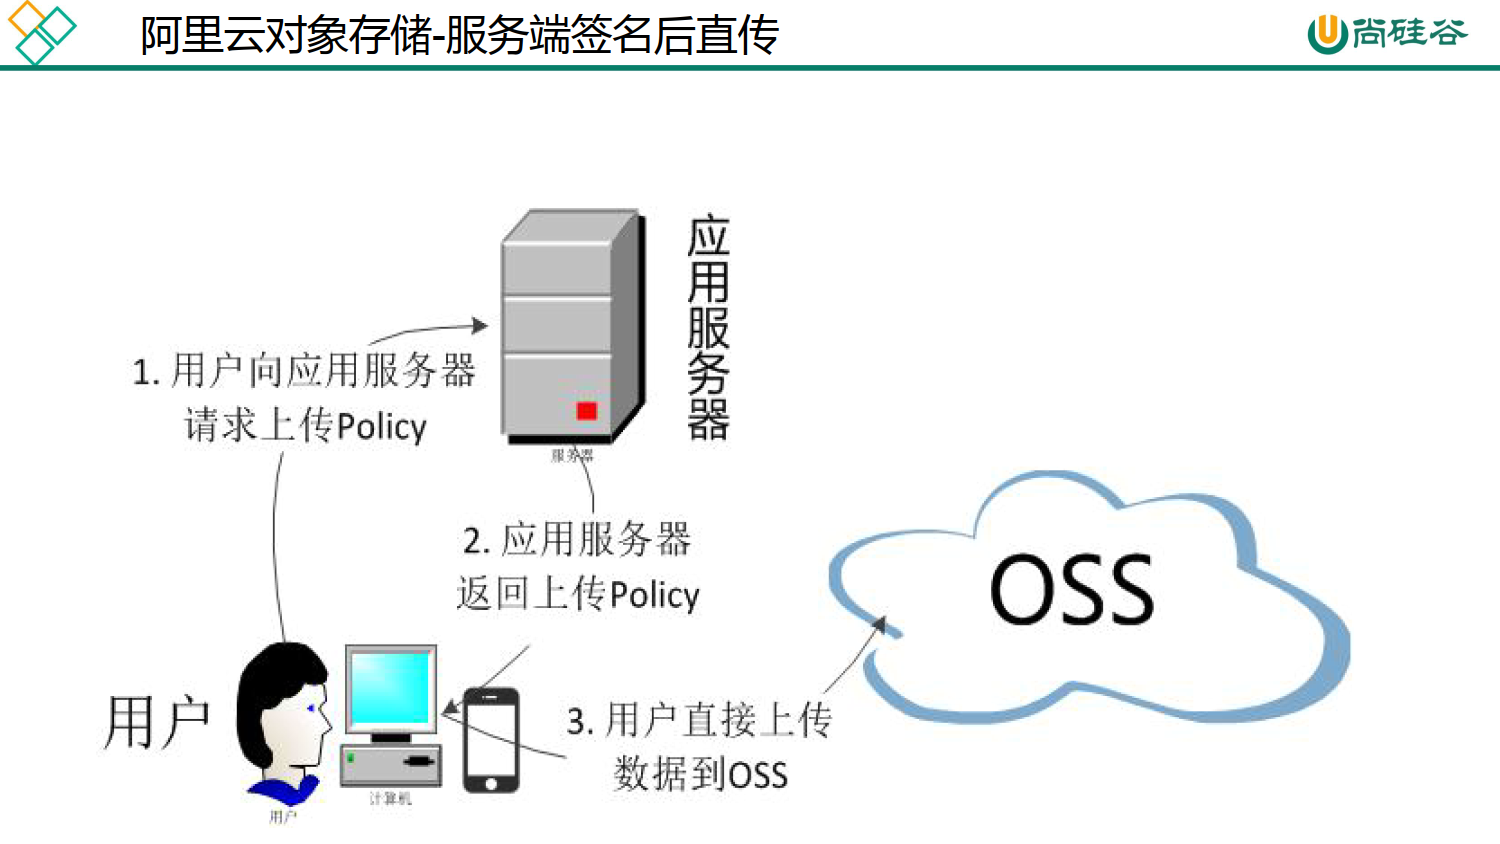 阿里云对象存储-服务端签名后直传
尚硅谷
应用服务器
1. 用户向应用服务器
请求上传Policy
服务器
2. 应用服务器
返回上传Policy
OSS
用户
3. 用户直接上传
数据到OSS
计算机
用户